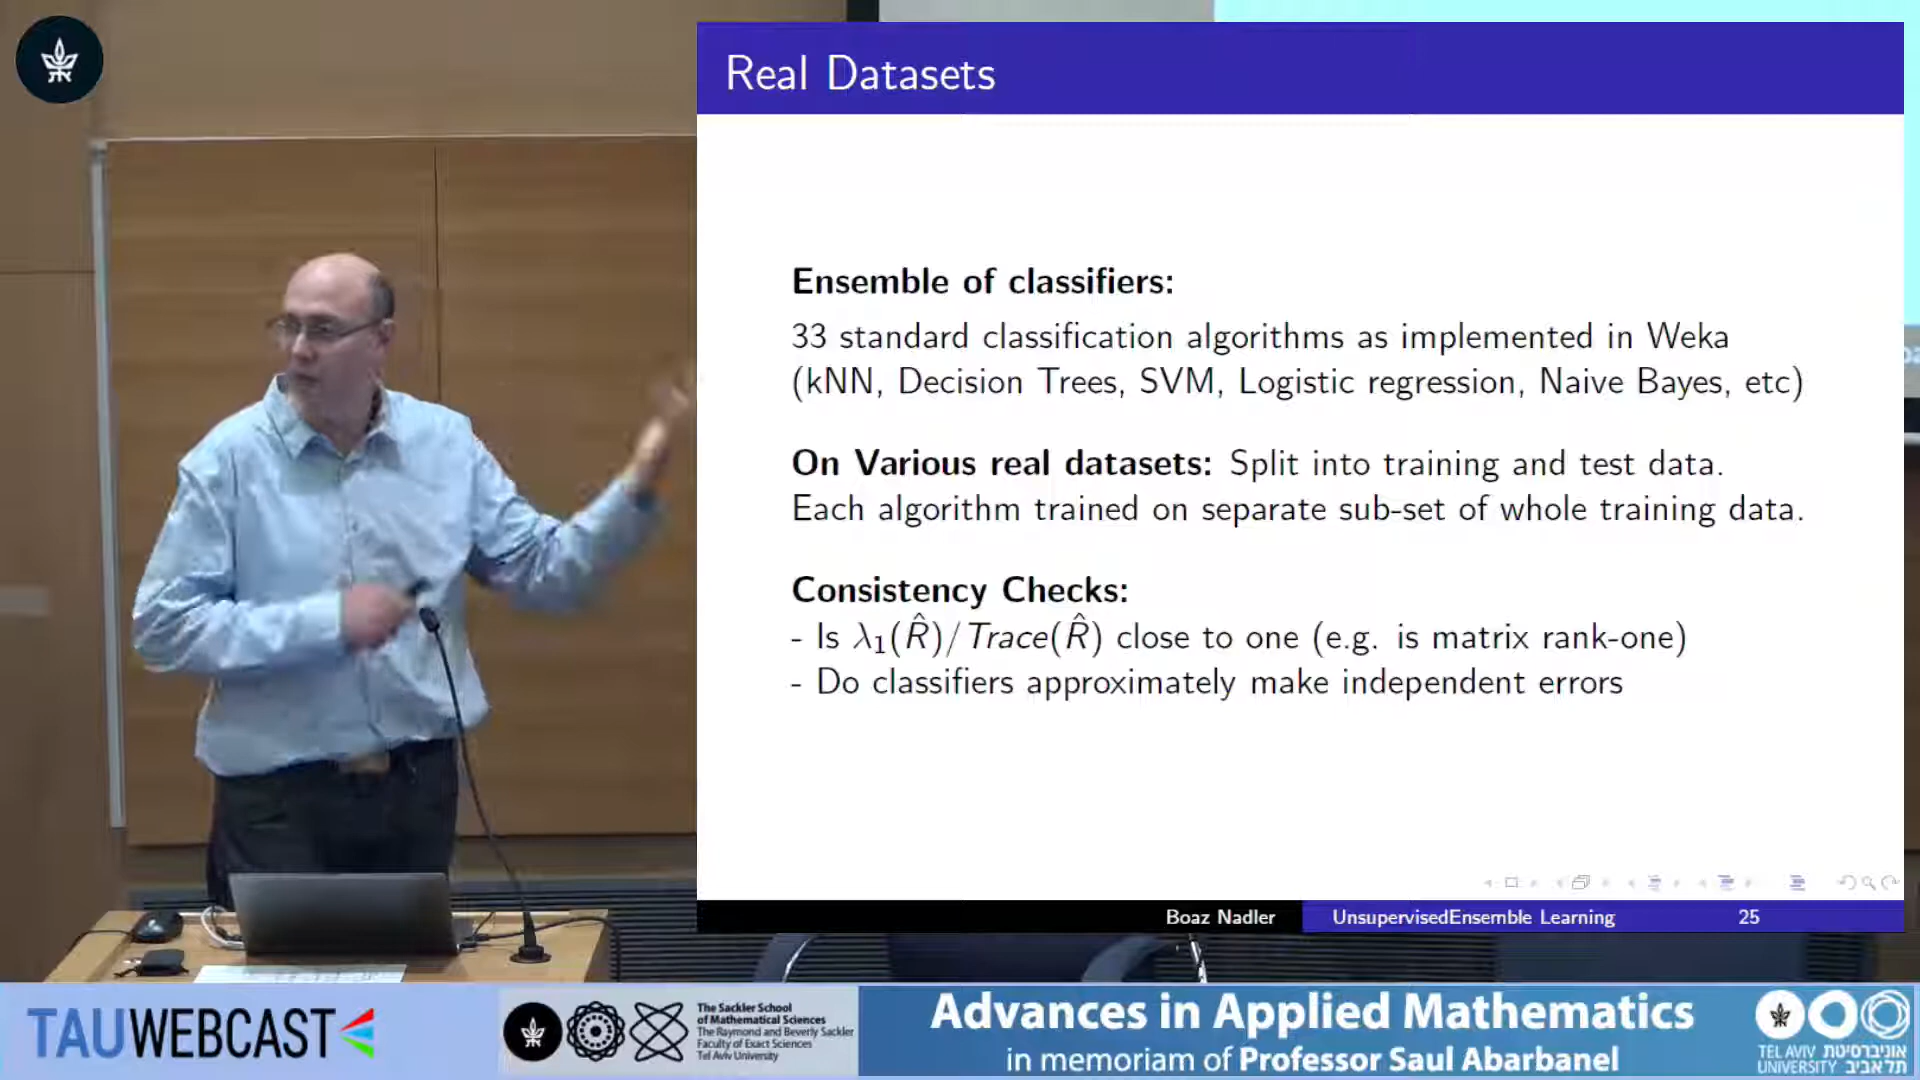 Real Datasets
Ensemble of classifiers:
33 standard classification algorithms as implemented in Weka
(kNN, Decision Trees, SVM, Logistic regression, Naive Bayes, etc)
On Various real datasets: Split into training and test data.
Each algorithm trained on separate sub-set of whole training data.
Consistency Checks:
- Is λ₁(R̂)/Trace(R̂) close to one (e.g. is matrix rank-one)
- Do classifiers approximately make independent errors
Boaz Nadler UnsupervisedEnsemble Learning 25
TAUWEBCAST
The Sackler School
of Mathematical Sciences
The Raymond and Beverly Sackler
Faculty of Exact Sciences
Tel Aviv University
Advances in Applied Mathematics
in memoriam of Professor Saul Abarbanel
TEL AVIV אוניברסיטת
UNIVERSITY תל אביב